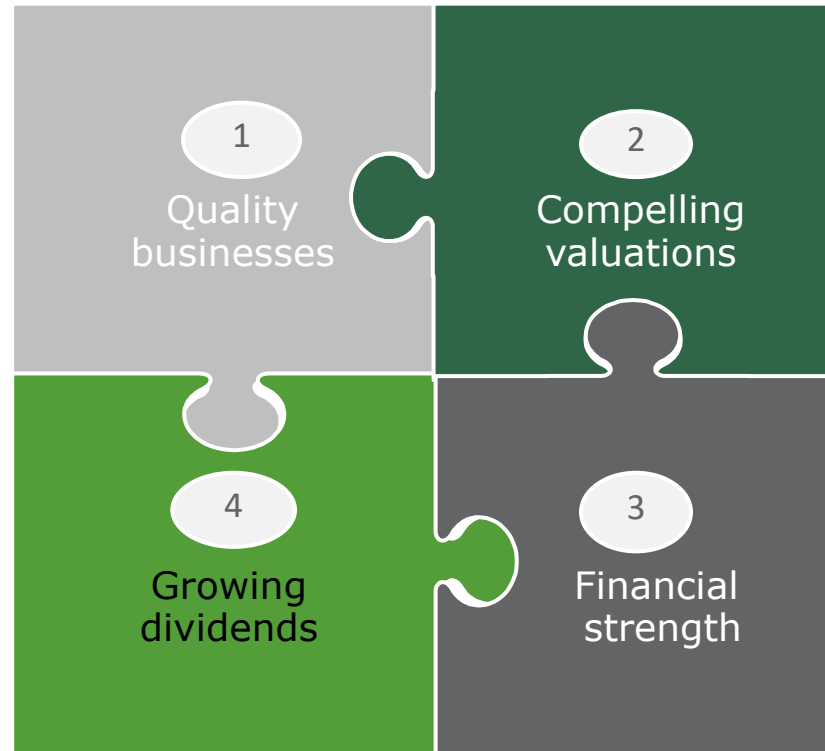 1
Quality
businesses
2
Compelling
valuations
4
Growing
dividends
3
Financial
strength